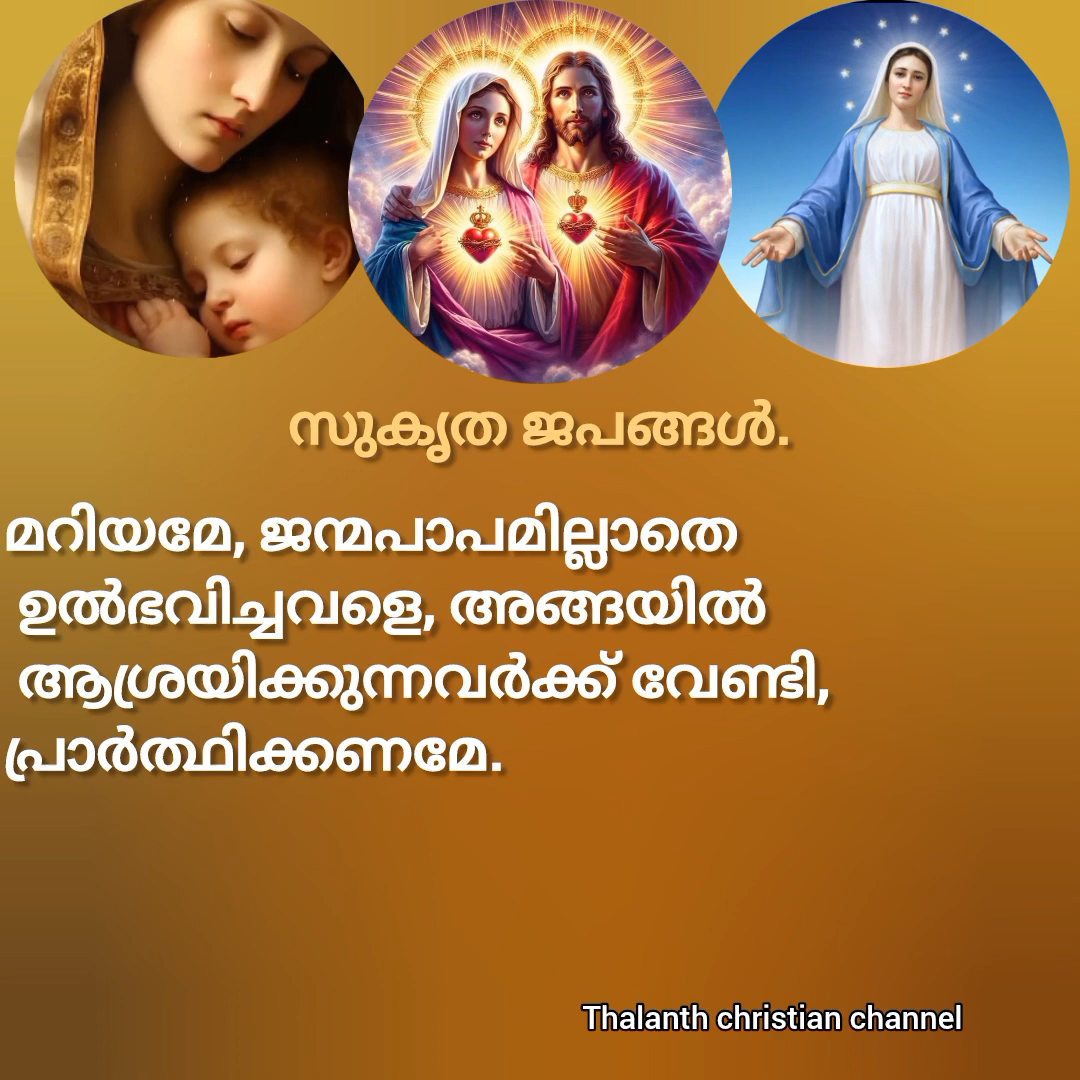 സുകൃത ജപങ്ങൾ.
മറിയമേ, ജന്മപാപമില്ലാതെ
ഉൽഭവിച്ചവളെ, അങ്ങയിൽ
ആശ്രയിക്കുന്നവർക്ക് വേണ്ടി,
പ്രാർത്ഥിക്കണമേ.
Thalanth christian channel